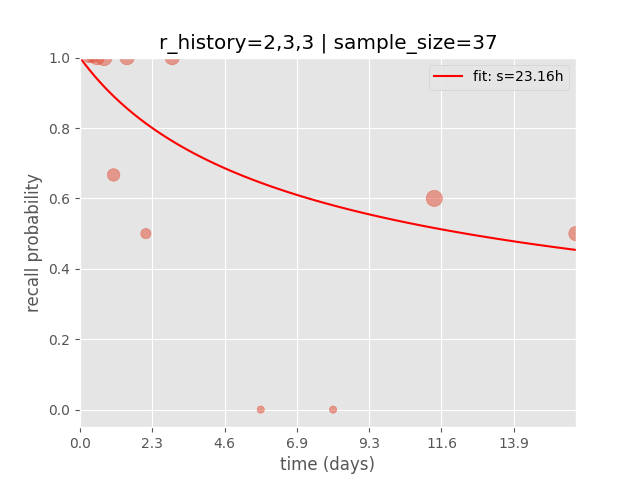 r_history=2,3,3 | sample_size=37
fit: s=23.16h
1.0
0.8
0.6
0.4
0.2
0.0
recall probability
0.0 2.3 4.6 6.9 9.3 11.6 13.9
time (days)